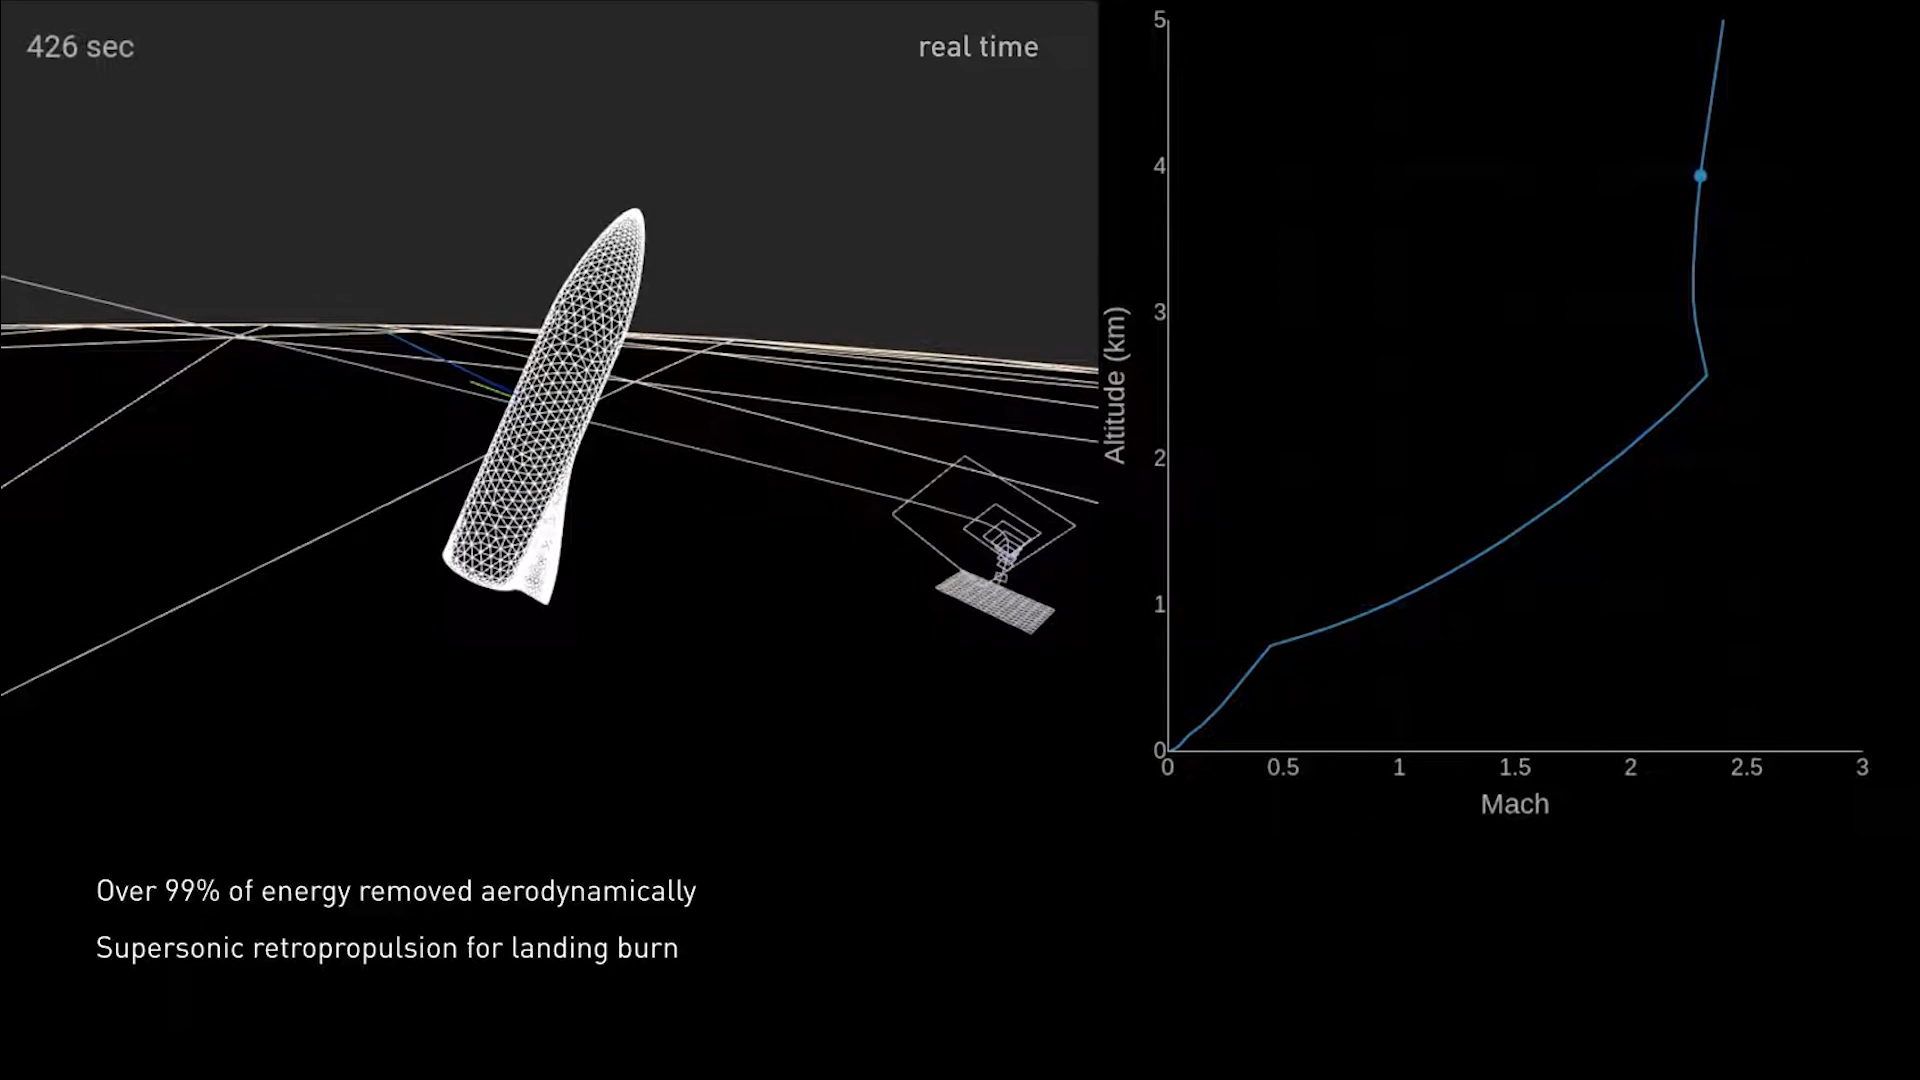 426 sec
real time
5
4
3
2
1
0
Altitude (km)
0 0.5 1 1.5 2 2.5 3
Mach
Over 99% of energy removed aerodynamically
Supersonic retropropulsion for landing burn